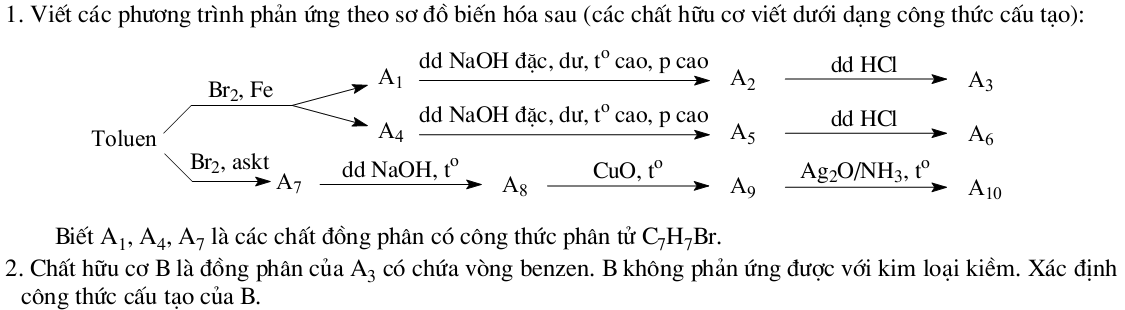 1. Viết các phương trình phản ứng theo sơ đồ biến hóa sau (các chất hữu cơ viết dưới dạng công thức cấu tạo):
Br₂, Fe
A₁
dd NaOH đặc, dư, tº cao, p cao
A₂
dd HCl
A₃
Toluen
A₄
dd NaOH đặc, dư, tº cao, p cao
A₅
dd HCl
A₆
Br₂, askt
A₇
dd NaOH, tº
A₈
CuO, tº
A₉
Ag₂O/NH₃, tº
A₁₀
Biết A₁, A₄, A₇ là các chất đồng phân có công thức phân tử C₇H₇Br.
2. Chất hữu cơ B là đồng phân của A₃ có chứa vòng benzen. B không phản ứng được với kim loại kiềm. Xác định
công thức cấu tạo của B.